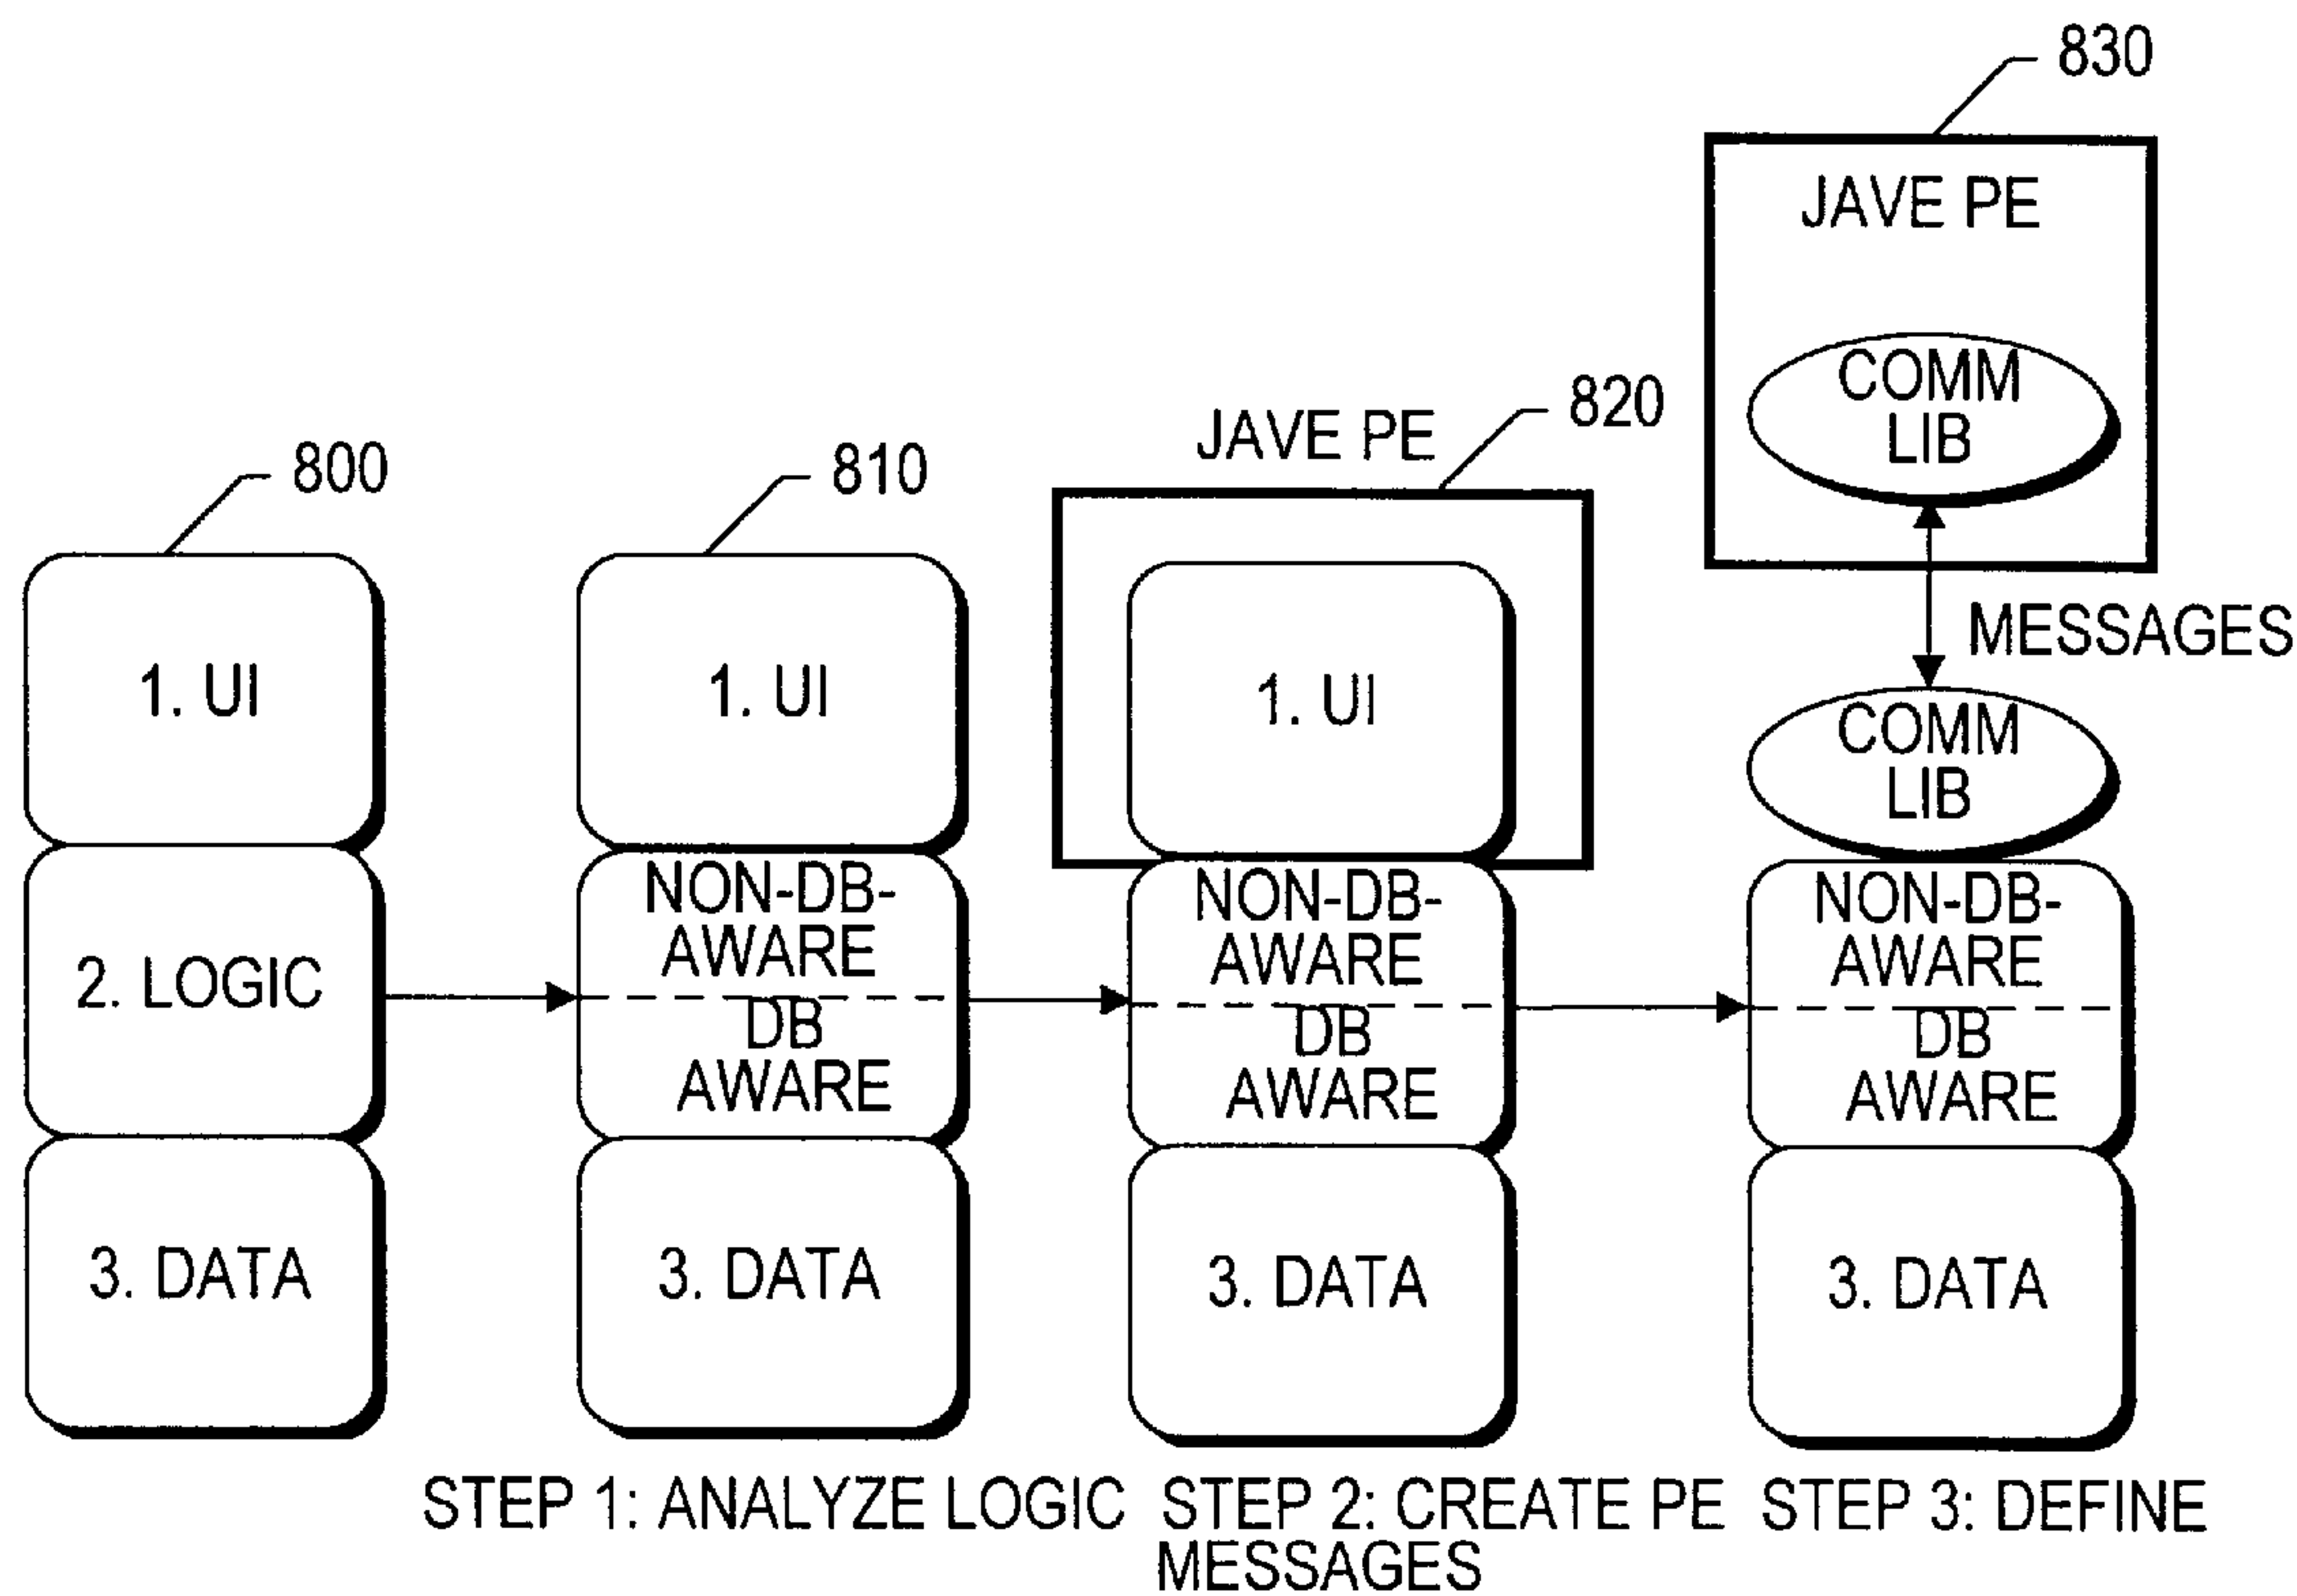 830
JAVE PE
COMM
LIB
MESSAGES
COMM
LIB
820
JAVE PE
810
800
1. UI
2. LOGIC
3. DATA
1. UI
NON-DB-
AWARE
DB
AWARE
3. DATA
1. UI
NON-DB-
AWARE
DB
AWARE
3. DATA
NON-DB-
AWARE
DB
AWARE
3. DATA
STEP 1: ANALYZE LOGIC STEP 2: CREATE PE STEP 3: DEFINE
MESSAGES